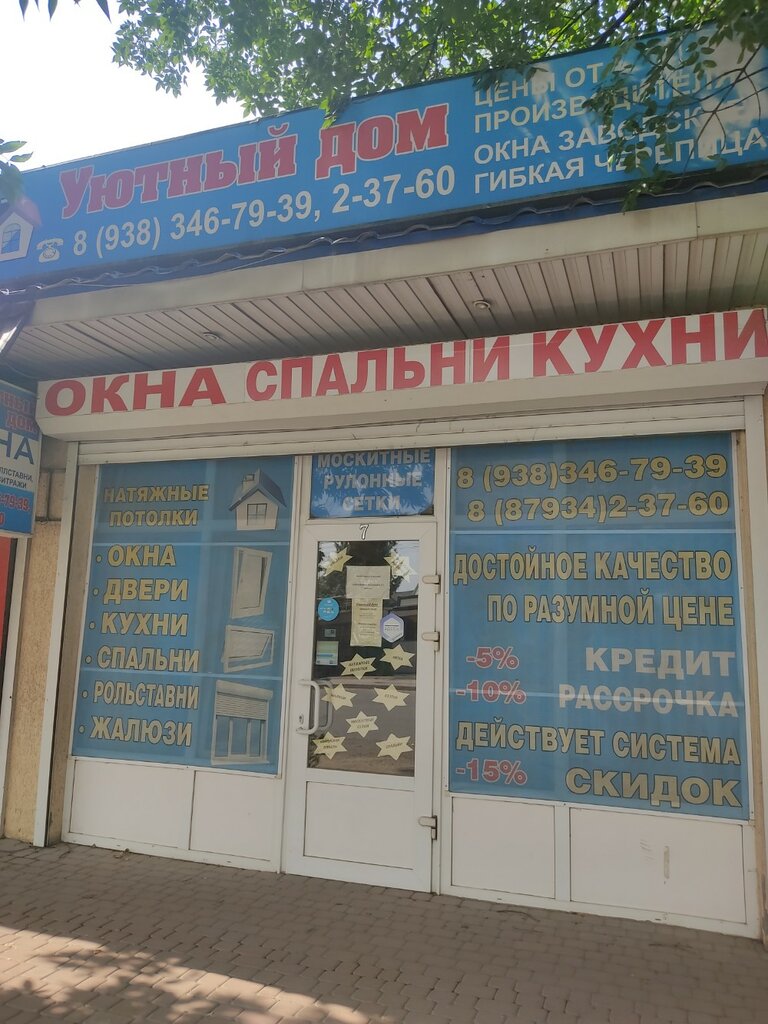 Уютный дом
8 (938) 346-79-39, 2-37-60
ЦЕНЫ ОТ
ПРОИЗВОДИТЕЛ
ОКНА ЗАВОДСК
ГИБКАЯ ЧЕРЕПИЦА
ОКНА СПАЛЬНИ КУХНИ
НАТЯЖНЫЕ
ПОТОЛКИ
• ОКНА
• ДВЕРИ
• КУХНИ
• СПАЛЬНИ
• РОЛЬСТАВНИ
• ЖАЛЮЗИ
МОСКИТНЫЕ
РУЛОННЫЕ
СЕТКИ
7
8 (938)346-79-39
8 (87934)2-37-60
ДОСТОЙНОЕ КАЧЕСТВО
ПО РАЗУМНОЙ ЦЕНЕ
-5% КРЕДИТ
-10% РАССРОЧКА
ДЕЙСТВУЕТ СИСТЕМА
-15% СКИДОК